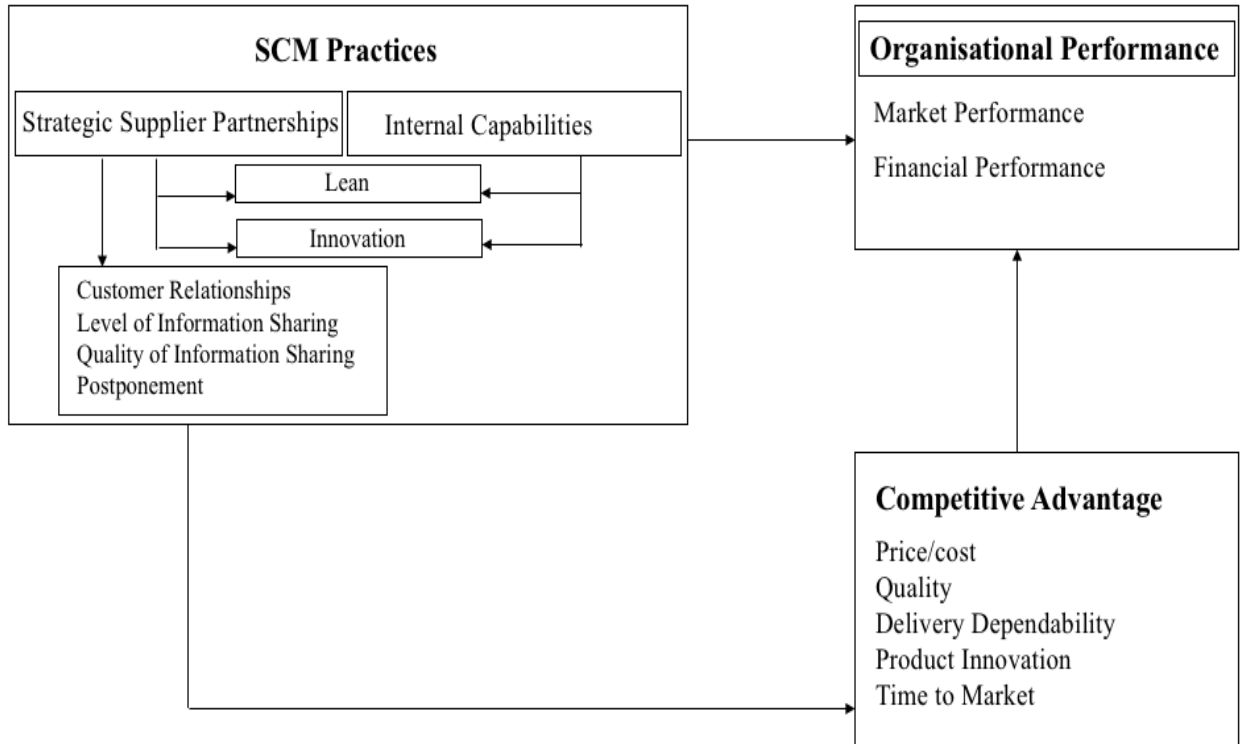 SCM Practices
Strategic Supplier Partnerships
Internal Capabilities
Lean
Innovation
Customer Relationships
Level of Information Sharing
Quality of Information Sharing
Postponement
Organisational Performance
Market Performance
Financial Performance
Competitive Advantage
Price/cost
Quality
Delivery Dependability
Product Innovation
Time to Market